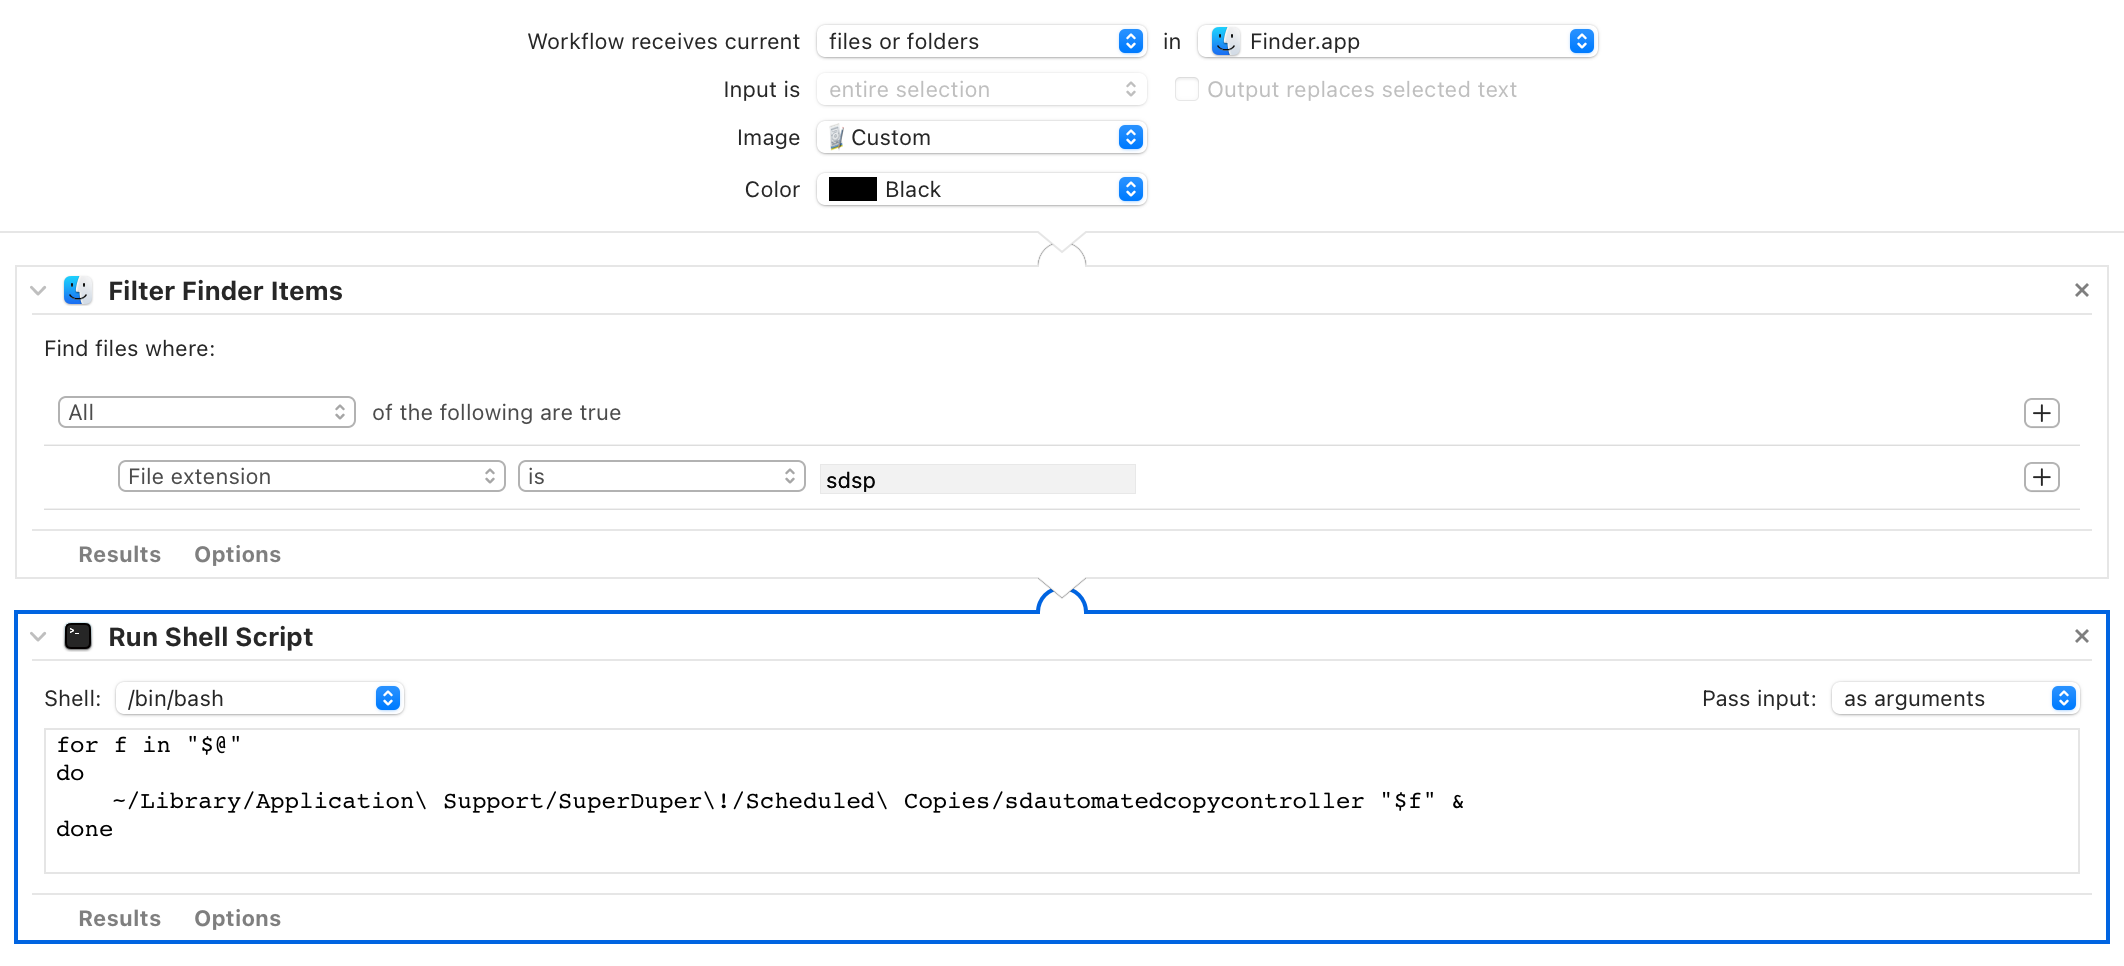 Workflow receives current files or folders in Finder.app
Input is entire selection Output replaces selected text
Image Custom
Color Black
Filter Finder Items
Find files where:
All of the following are true
File extension is sdsp
Results Options
Run Shell Script
Shell: /bin/bash Pass input: as arguments
for f in "$@"
do
    ~/Library/Application\ Support/SuperDuper\!/Scheduled\ Copies/sdautomatedcopycontroller "$f" &
done
Results Options